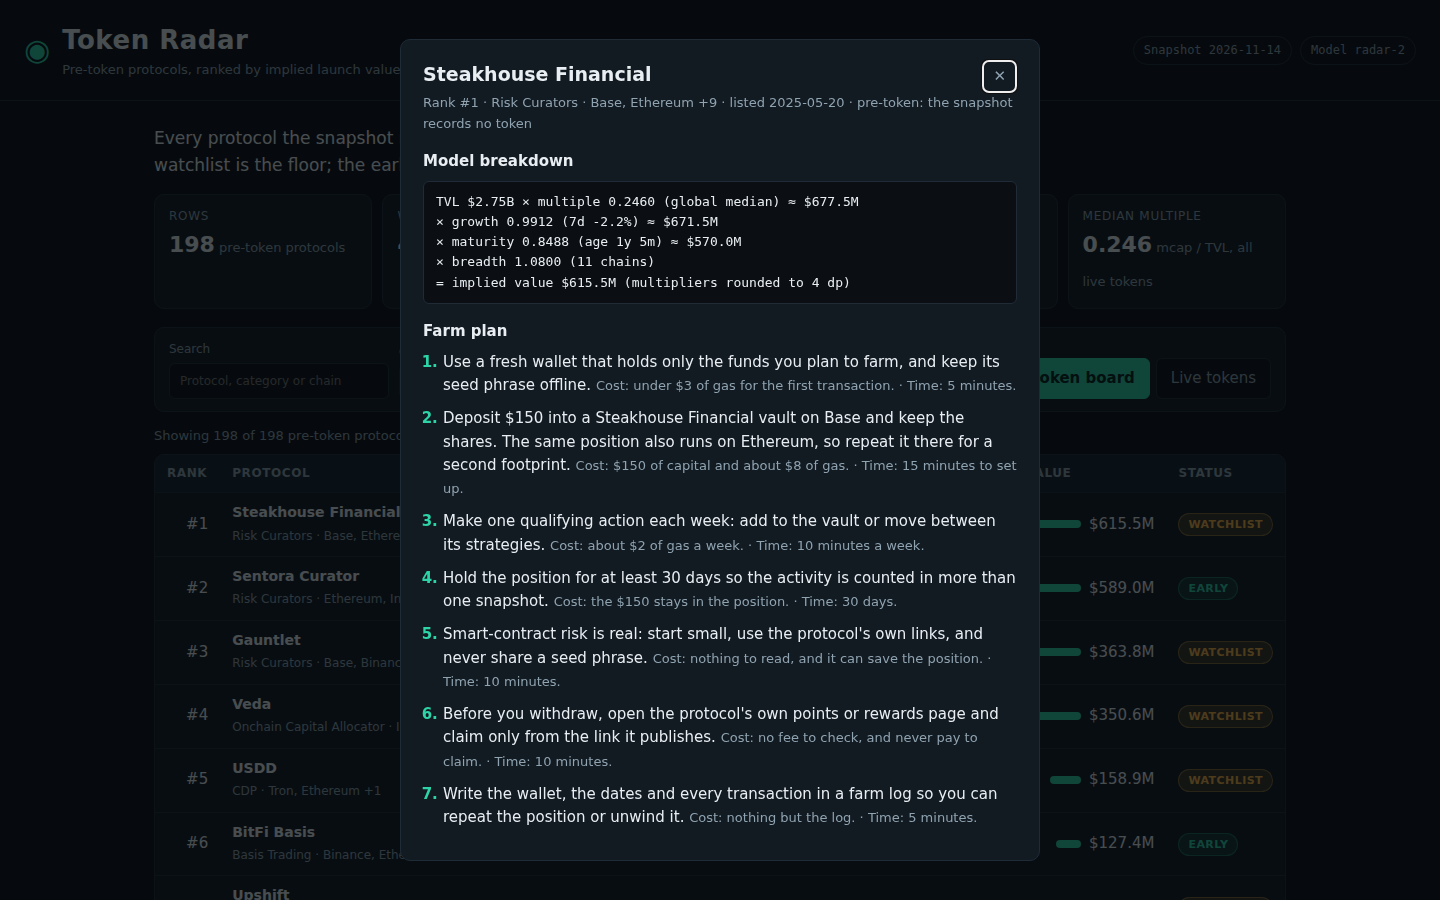 Token Radar
Pre-token protocols, ranked by implied launch value
Snapshot 2026-11-14
Model radar-2
Every protocol the snapshot
watchlist is the floor; the
ROWS
198 pre-token protocols
MEDIAN MULTIPLE
0.246 mcap / TVL, all
live tokens
Search
Protocol, category or chain
oken board
Live tokens
Showing 198 of 198 pre-token
RANK
PROTOCOL
STATUS
#1
Steakhouse Financial
Risk Curators · Base,
$615.5M
WATCHLIST
#2
Sentora Curator
Risk Curators · Ethereum,
$589.0M
EARLY
#3
Gauntlet
Risk Curators · Base,
$363.8M
WATCHLIST
#4
Veda
Onchain Capital Allocator ·
$350.6M
WATCHLIST
#5
USDD
CDP · Tron, Ethereum +1
$158.9M
WATCHLIST
#6
BitFi Basis
Basis Trading · Binance,
$127.4M
EARLY
Upshift
Steakhouse Financial
×
Rank #1 · Risk Curators · Base, Ethereum +9 · listed 2025-05-20 · pre-token: the snapshot
records no token
Model breakdown
TVL $2.75B × multiple 0.2460 (global median) ≈ $677.5M
× growth 0.9912 (7d -2.2%) ≈ $671.5M
× maturity 0.8488 (age 1y 5m) ≈ $570.0M
× breadth 1.0800 (11 chains)
= implied value $615.5M (multipliers rounded to 4 dp)
Farm plan
1. Use a fresh wallet that holds only the funds you plan to farm, and keep its
seed phrase offline. Cost: under $3 of gas for the first transaction. · Time: 5 minutes.
2. Deposit $150 into a Steakhouse Financial vault on Base and keep the
shares. The same position also runs on Ethereum, so repeat it there for a
second footprint. Cost: $150 of capital and about $8 of gas. · Time: 15 minutes to set
up.
3. Make one qualifying action each week: add to the vault or move between
its strategies. Cost: about $2 of gas a week. · Time: 10 minutes a week.
4. Hold the position for at least 30 days so the activity is counted in more than
one snapshot. Cost: the $150 stays in the position. · Time: 30 days.
5. Smart-contract risk is real: start small, use the protocol's own links, and
never share a seed phrase. Cost: nothing to read, and it can save the position. ·
Time: 10 minutes.
6. Before you withdraw, open the protocol's own points or rewards page and
claim only from the link it publishes. Cost: no fee to check, and never pay to
claim. · Time: 10 minutes.
7. Write the wallet, the dates and every transaction in a farm log so you can
repeat the position or unwind it. Cost: nothing but the log. · Time: 5 minutes.